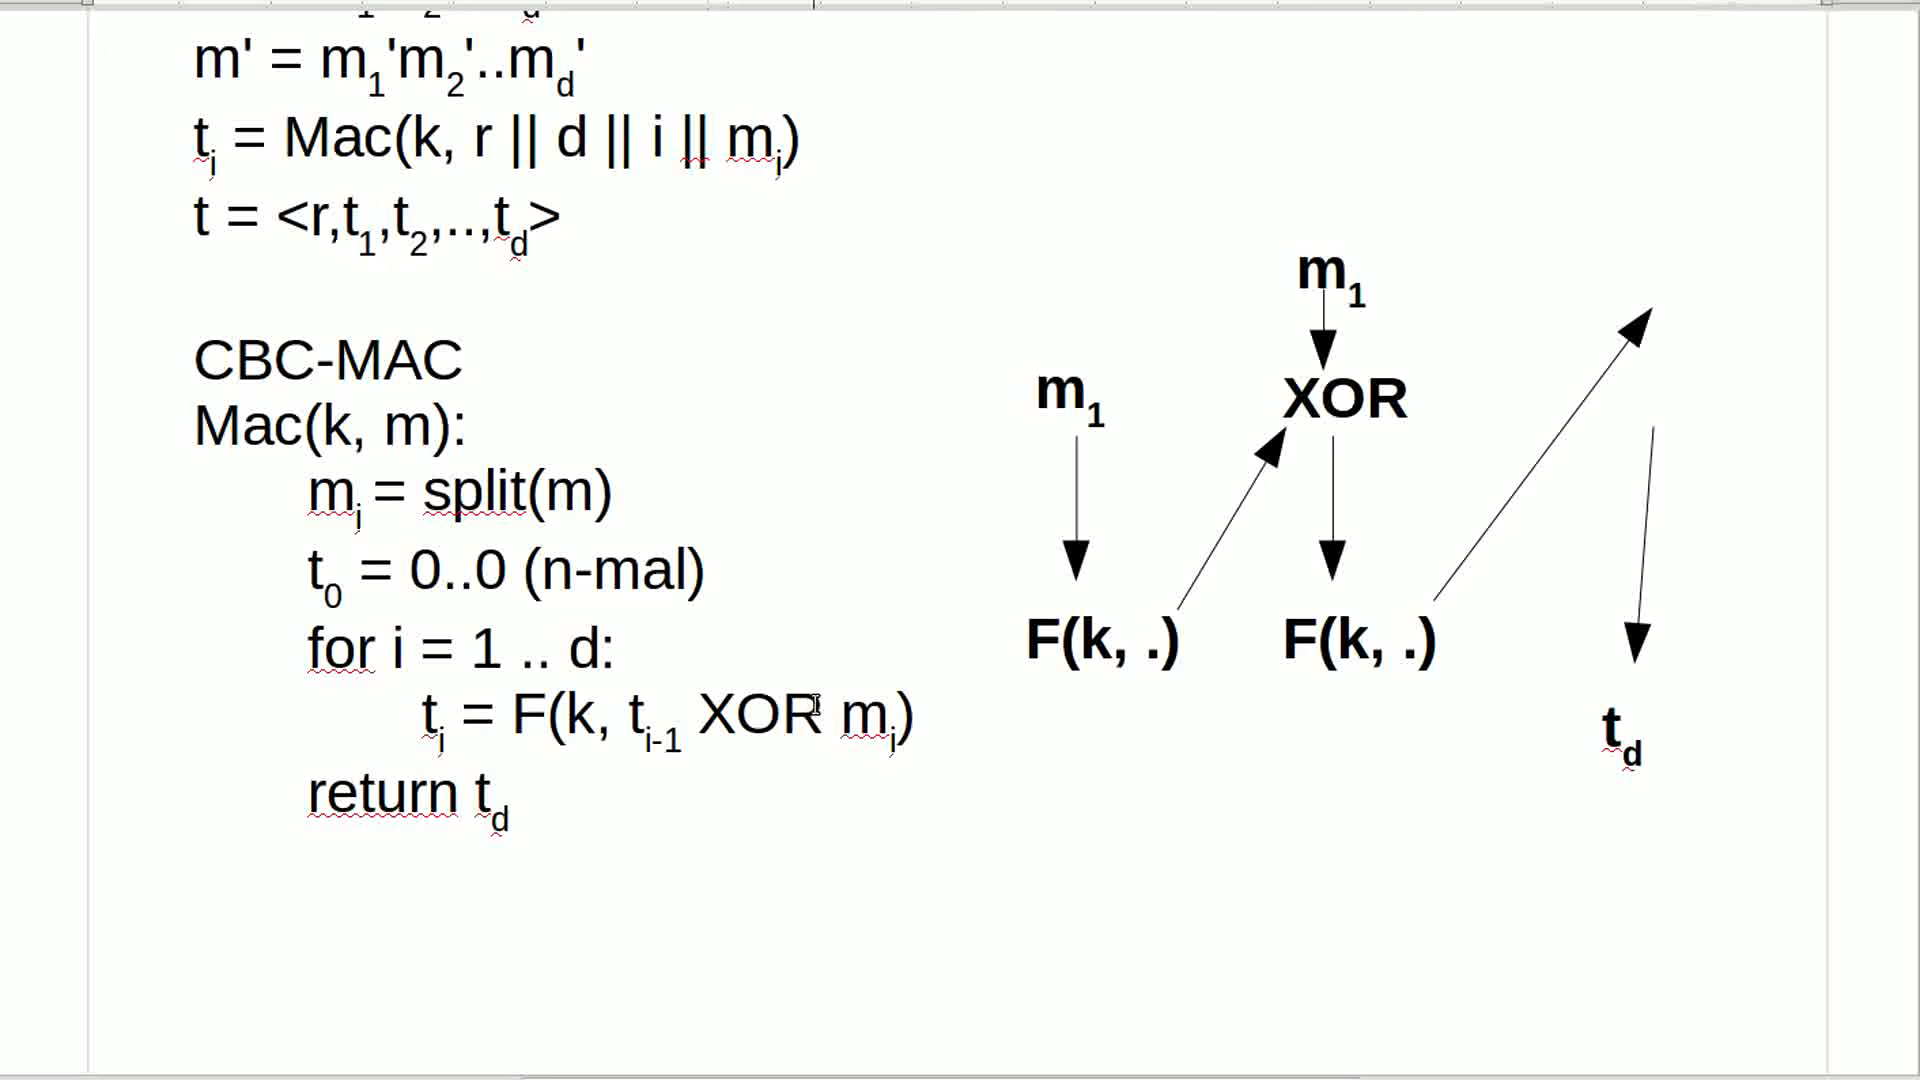 m' = m1'm2'..md'
ti = Mac(k, r || d || i || mi)
t = <r,t1,t2,..,td>
CBC-MAC
Mac(k, m):
mi = split(m)
t0 = 0..0 (n-mal)
for i = 1 .. d:
ti = F(k, ti-1 XOR mi)
return td
m1
XOR
m1
F(k, .)
F(k, .)
td